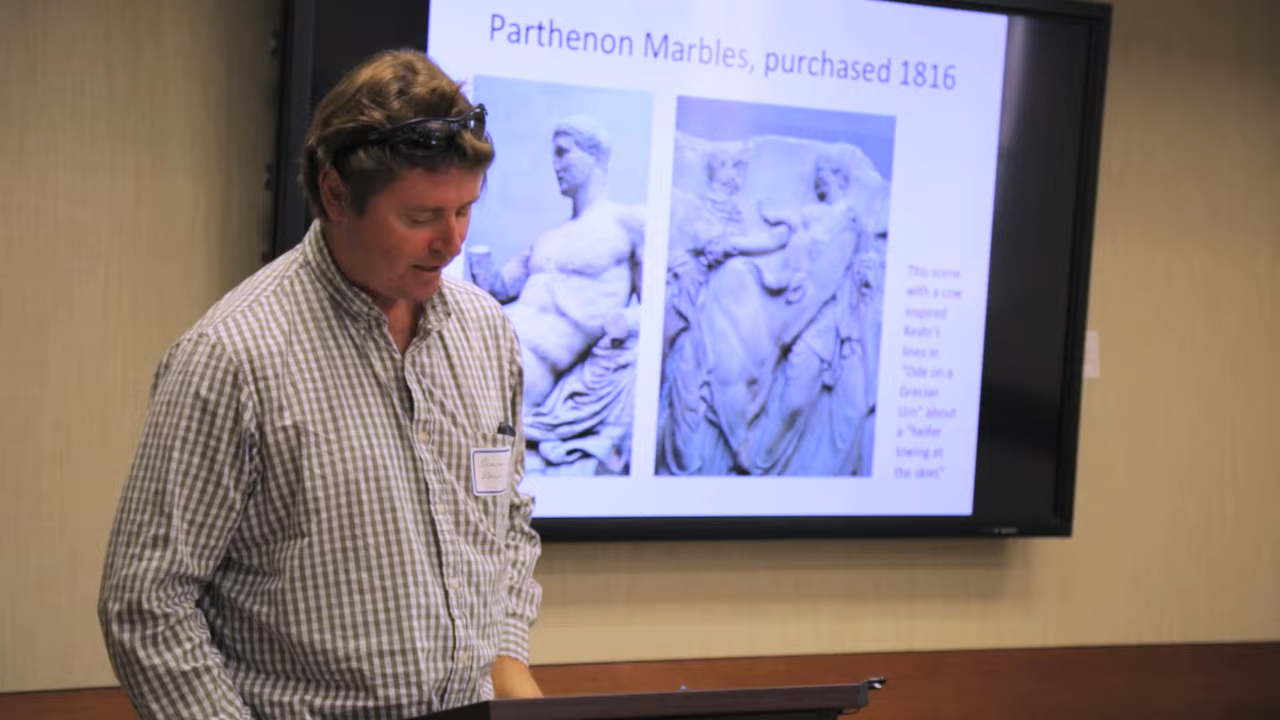 Parthenon Marbles, purchased 1816
This scene
with a cow
inspired
Keats's
lines in
"Ode on a
Grecian
Urn" about
a "heifer
lowing at
the skies"